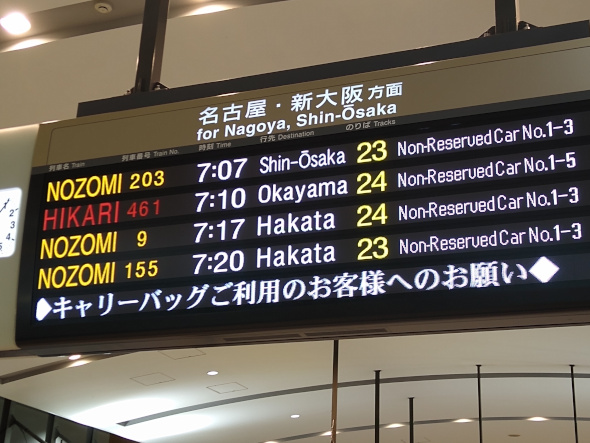 名古屋・新大阪方面
for Nagoya, Shin-Ōsaka
列車名 Train 列車番号 Train No. 時刻 Time 行先 Destination のりば Tracks
NOZOMI 203 7:07 Shin-Ōsaka 23 Non-Reserved Car No.1-3
HIKARI 461 7:10 Okayama 24 Non-Reserved Car No.1-5
NOZOMI 9 7:17 Hakata 24 Non-Reserved Car No.1-3
NOZOMI 155 7:20 Hakata 23 Non-Reserved Car No.1-3
◆キャリーバッグご利用のお客様へのお願い◆
2
3
4